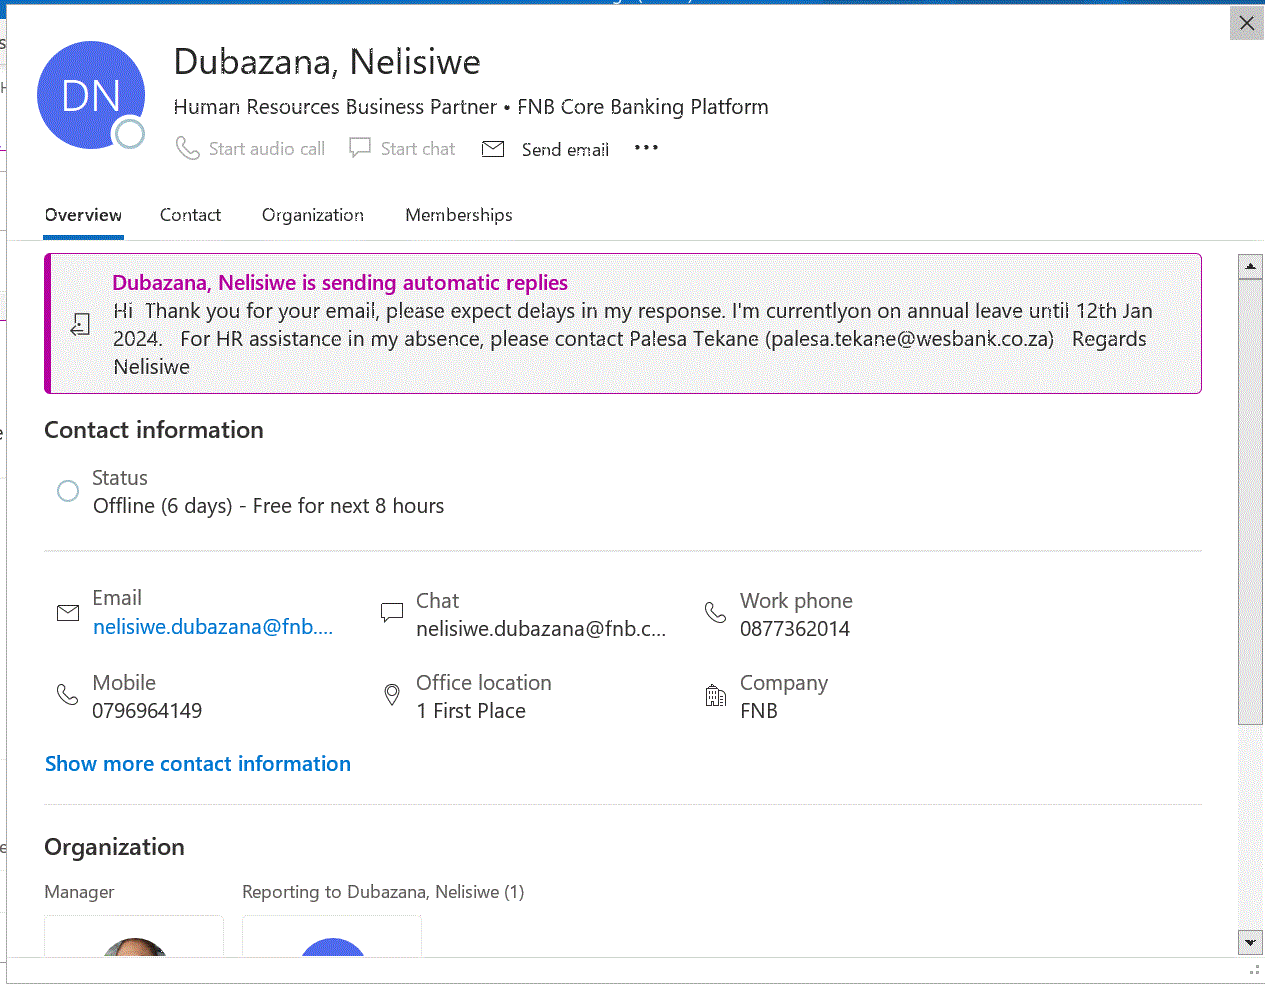 Dubazana, Nelisiwe
DN
Human Resources Business Partner • FNB Core Banking Platform
Start audio call Start chat Send email •••
Overview Contact Organization Memberships
Dubazana, Nelisiwe is sending automatic replies
Hi Thank you for your email, please expect delays in my response. I'm currentlyon on annual leave until 12th Jan
2024. For HR assistance in my absence, please contact Palesa Tekane (palesa.tekane@wesbank.co.za) Regards
Nelisiwe
Contact information
Status
Offline (6 days) - Free for next 8 hours
Email Chat Work phone
nelisiwe.dubazana@fnb.... nelisiwe.dubazana@fnb.c... 0877362014
Mobile Office location Company
0796964149 1 First Place FNB
Show more contact information
Organization
Manager Reporting to Dubazana, Nelisiwe (1)